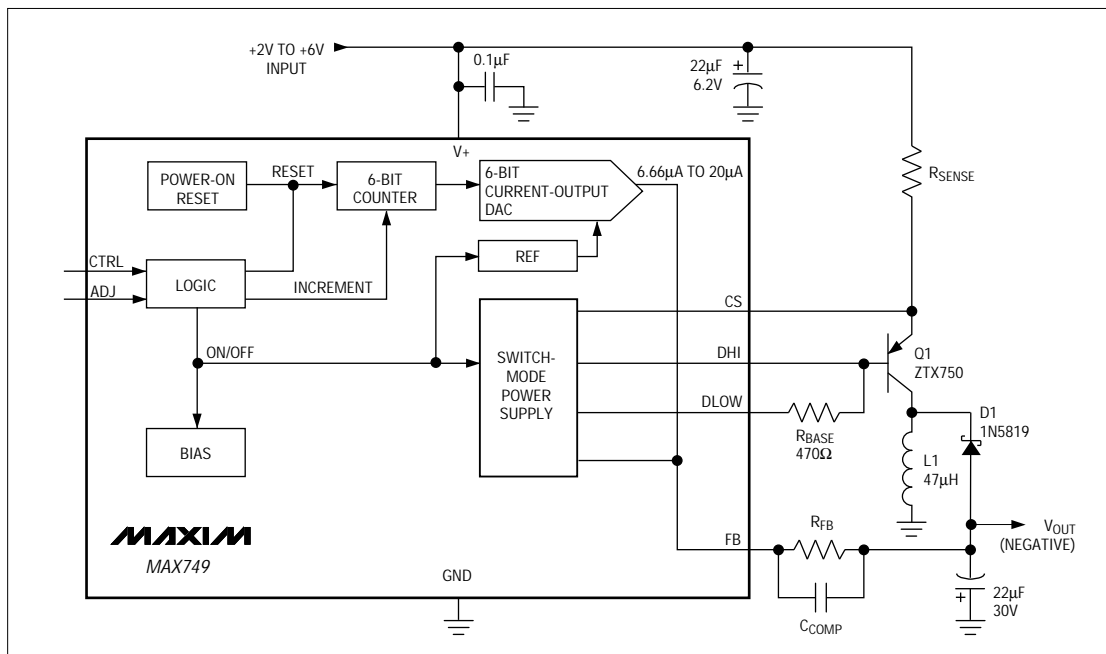 +2V TO +6V
INPUT
0.1µF
22µF
6.2V
RSENSE
V+
POWER-ON
RESET
RESET
6-BIT
COUNTER
6-BIT
CURRENT-OUTPUT
DAC
6.66µA TO 20µA
REF
CTRL
ADJ
LOGIC
INCREMENT
ON/OFF
BIAS
SWITCH-
MODE
POWER
SUPPLY
CS
DHI
DLOW
FB
Q1
ZTX750
RBASE
470Ω
D1
1N5819
L1
47µH
RFB
CCOMP
VOUT
(NEGATIVE)
22µF
30V
MAXIM
MAX749
GND
+
+